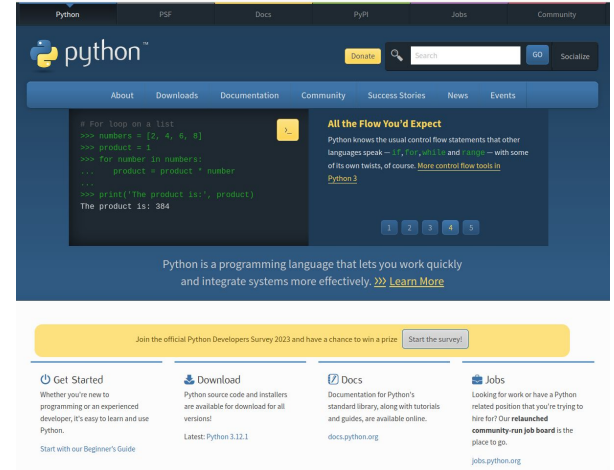 Python
PSF
Docs
PyPI
Jobs
Community
python™
Donate
Search
GO
Socialize
About
Downloads
Documentation
Community
Success Stories
News
Events
# For loop on a list
>>> numbers = [2, 4, 6, 8]
>>> product = 1
>>> for number in numbers:
...    product = product * number
...
>>> print('The product is:', product)
The product is: 384
>_
All the Flow You'd Expect
Python knows the usual control flow statements that other
languages speak — if, for, while and range — with some
of its own twists, of course. More control flow tools in
Python 3
1
2
3
4
5
Python is a programming language that lets you work quickly
and integrate systems more effectively. >>> Learn More
Join the official Python Developers Survey 2023 and have a chance to win a prize
Start the survey!
Get Started
Whether you're new to
programming or an experienced
developer, it's easy to learn and use
Python.
Start with our Beginner's Guide
Download
Python source code and installers
are available for download for all
versions!
Latest: Python 3.12.1
Docs
Documentation for Python's
standard library, along with tutorials
and guides, are available online.
docs.python.org
Jobs
Looking for work or have a Python
related position that you're trying to
hire for? Our relaunched
community-run job board is the
place to go.
jobs.python.org